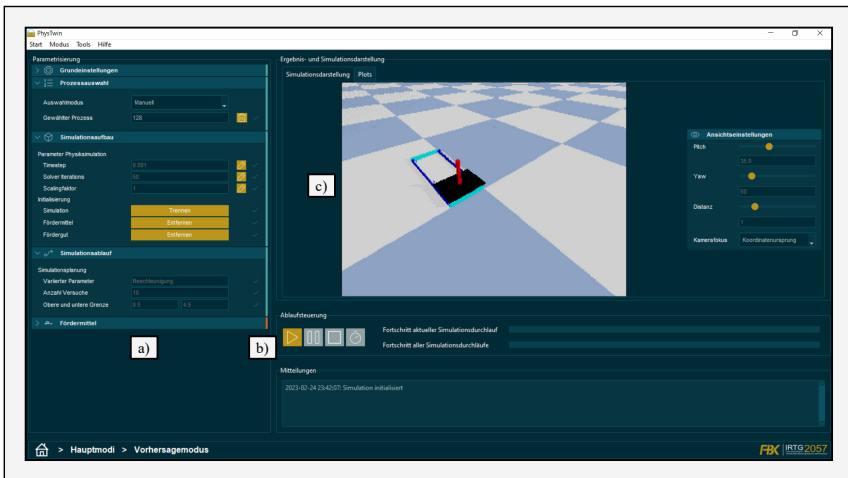 PhysTwin
Start Modus Tools Hilfe
Parametrisierung
Grundeinstellungen
Prozessauswahl
Auswahlmodus Manuell
Gewählter Prozess 128
Simulationsaufbau
Parameter Physiksimulation
Timestep 0.001
Solver Iterations 50
Scalingfaktor 1
Initialisierung
Simulation Trennen
Fördermittel Entfernen
Fördergut Entfernen
Simulationsablauf
Simulationsplanung
Variierter Parameter Beschleunigung
Anzahl Versuche 10
Obere und untere Grenze 0.5 4.5
Fördermittel
a)
b)
Ergebnis- und Simulationsdarstellung
Simulationsdarstellung Plots
c)
Ansichtseinstellungen
Pitch
35.0
Yaw
50
Distanz
1
Kamerafokus Koordinatenursprung
Ablaufsteuerung
Fortschritt aktueller Simulationsdurchlauf
Fortschritt aller Simulationsdurchläufe
Mitteilungen
2023-02-24 23:42:07: Simulation initialisiert
> Hauptmodi > Vorhersagemodus
FBK IRTG 2057